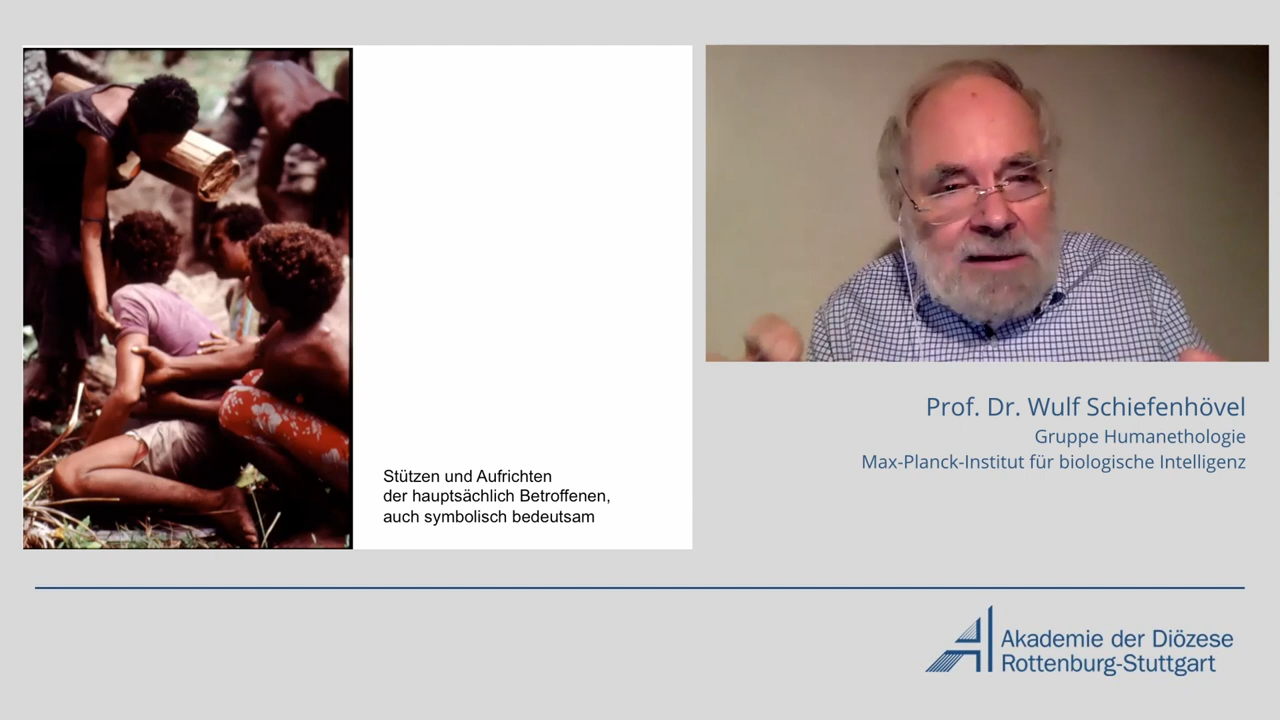 Stützen und Aufrichten
der hauptsächlich Betroffenen,
auch symbolisch bedeutsam
Prof. Dr. Wulf Schiefenhövel
Gruppe Humanethologie
Max-Planck-Institut für biologische Intelligenz
Akademie der Diözese
Rottenburg-Stuttgart